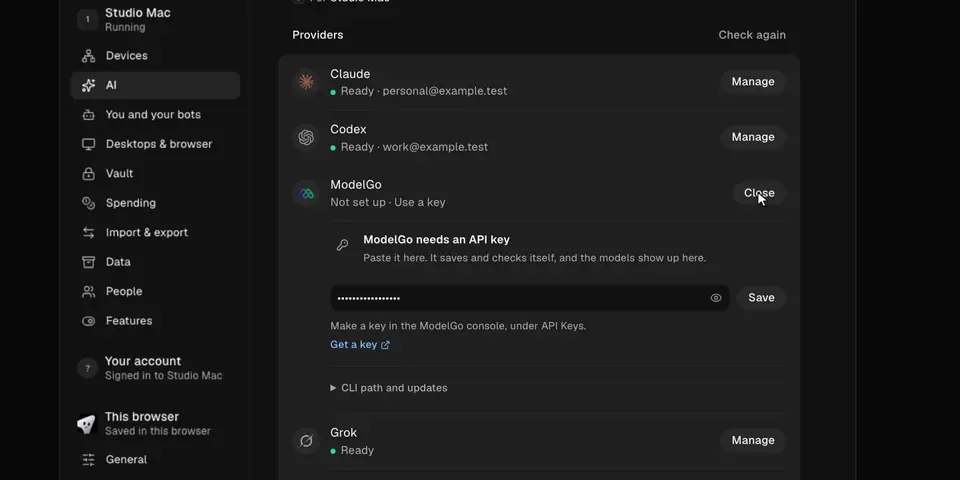 Studio Mac
1
Running
Devices
AI
You and your bots
Desktops & browser
Vault
Spending
Import & export
Data
People
Features
?
Your account
Signed in to Studio Mac
This browser
Saved in this browser
General
For Studio Mac
Providers
Check again
Claude
Ready · personal@example.test
Manage
Codex
Ready · work@example.test
Manage
ModelGo
Not set up · Use a key
Close
ModelGo needs an API key
Paste it here. It saves and checks itself, and the models show up here.
•••••••••••••••••
Save
Make a key in the ModelGo console, under API Keys.
Get a key
CLI path and updates
Grok
Ready
Manage